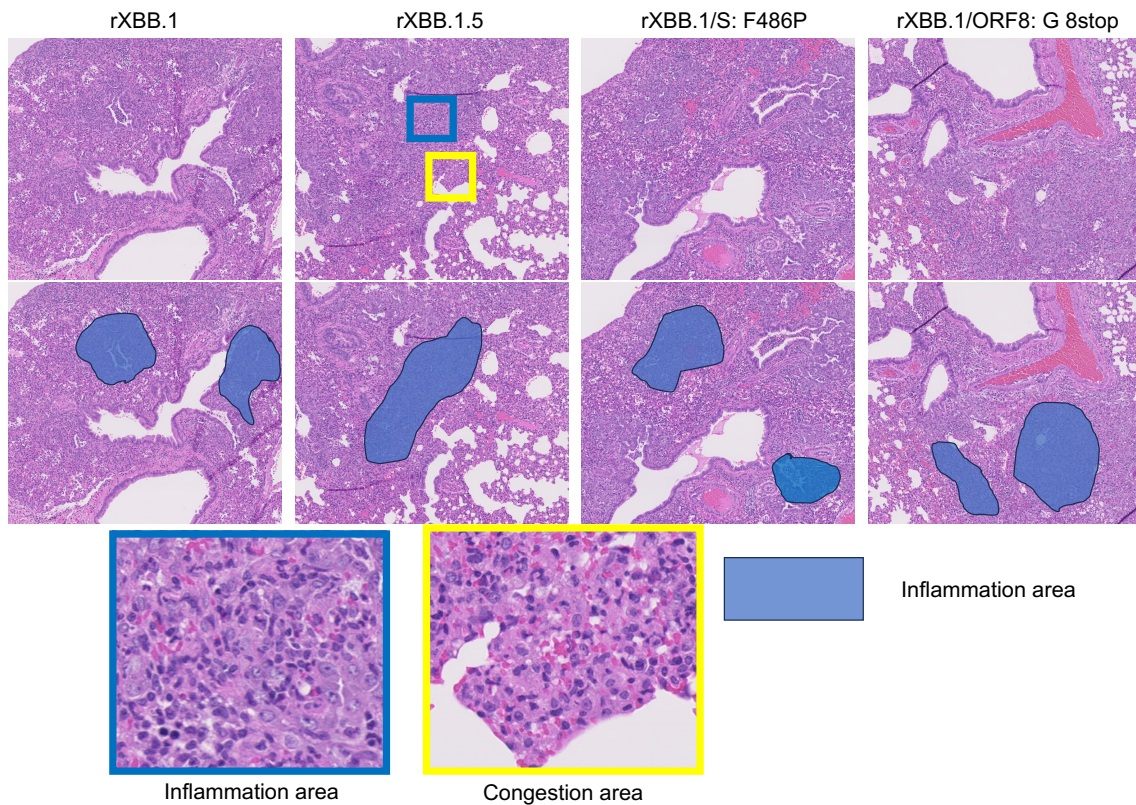 rXBB.1
rXBB.1.5
rXBB.1/S: F486P
rXBB.1/ORF8: G 8stop
Inflammation area
Inflammation area
Congestion area